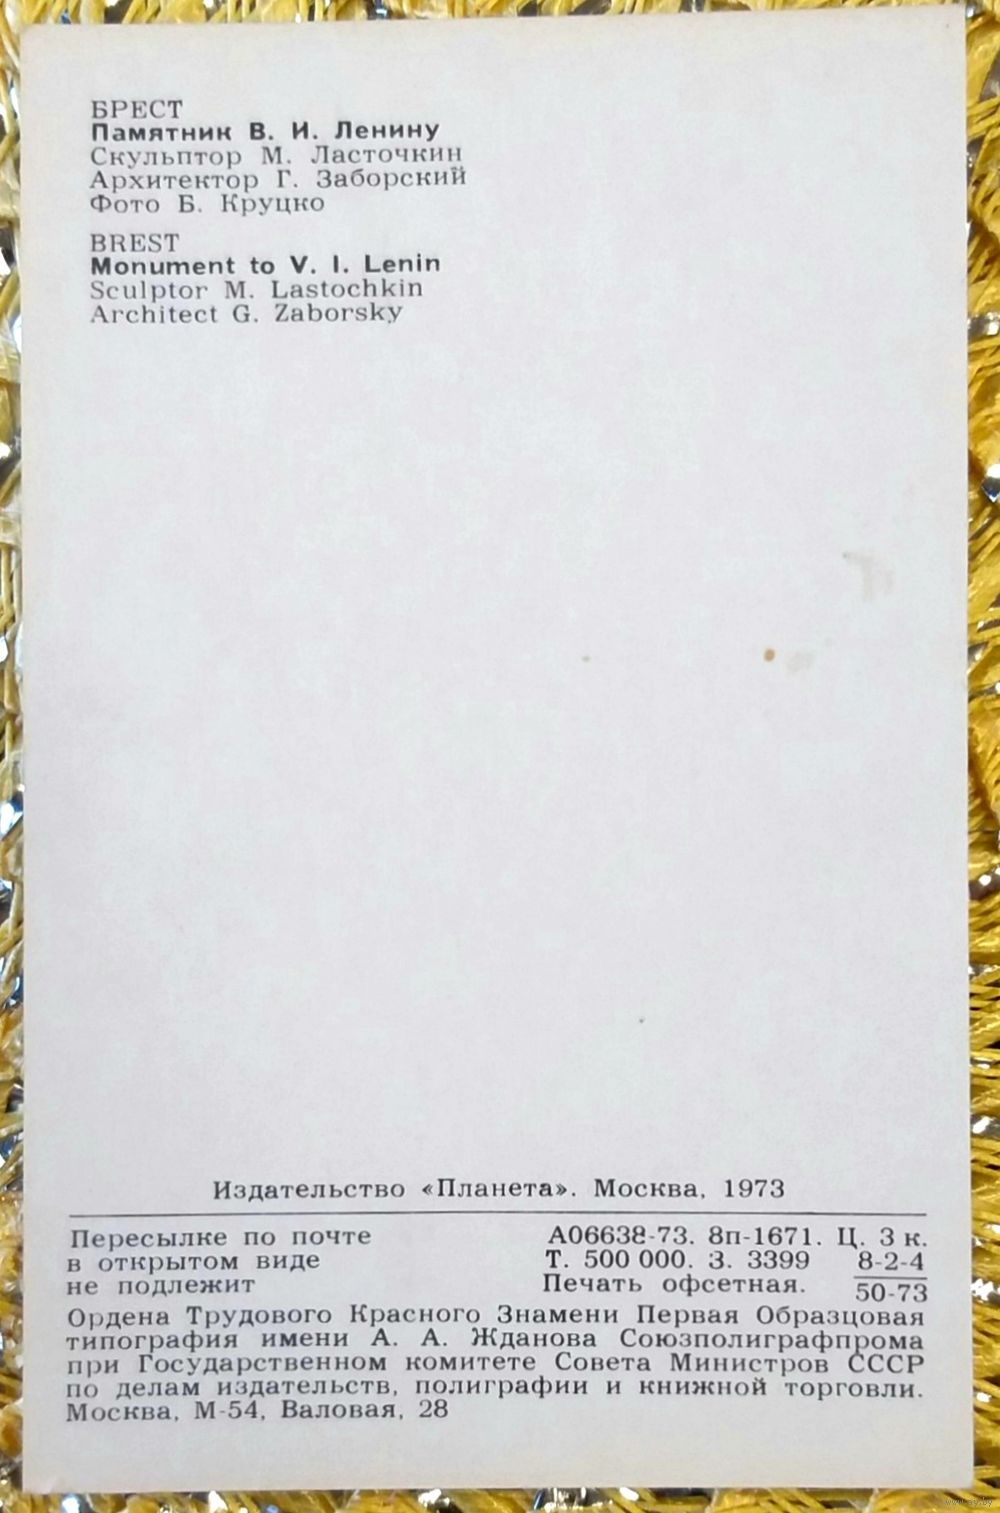 БРЕСТ
Памятник В. И. Ленину
Скульптор М. Ласточкин
Архитектор Г. Заборский
Фото Б. Круцко
BREST
Monument to V. I. Lenin
Sculptor M. Lastochkin
Architect G. Zaborsky
Издательство «Планета». Москва, 1973
Пересылке по почте
в открытом виде
не подлежит
А06638-73. 8п-1671. Ц. 3 к.
Т. 500 000. З. 3399 8-2-4
Печать офсетная. 50-73
Ордена Трудового Красного Знамени Первая Образцовая
типография имени А. А. Жданова Союзполиграфпрома
при Государственном комитете Совета Министров СССР
по делам издательств, полиграфии и книжной торговли.
Москва, М-54, Валовая, 28